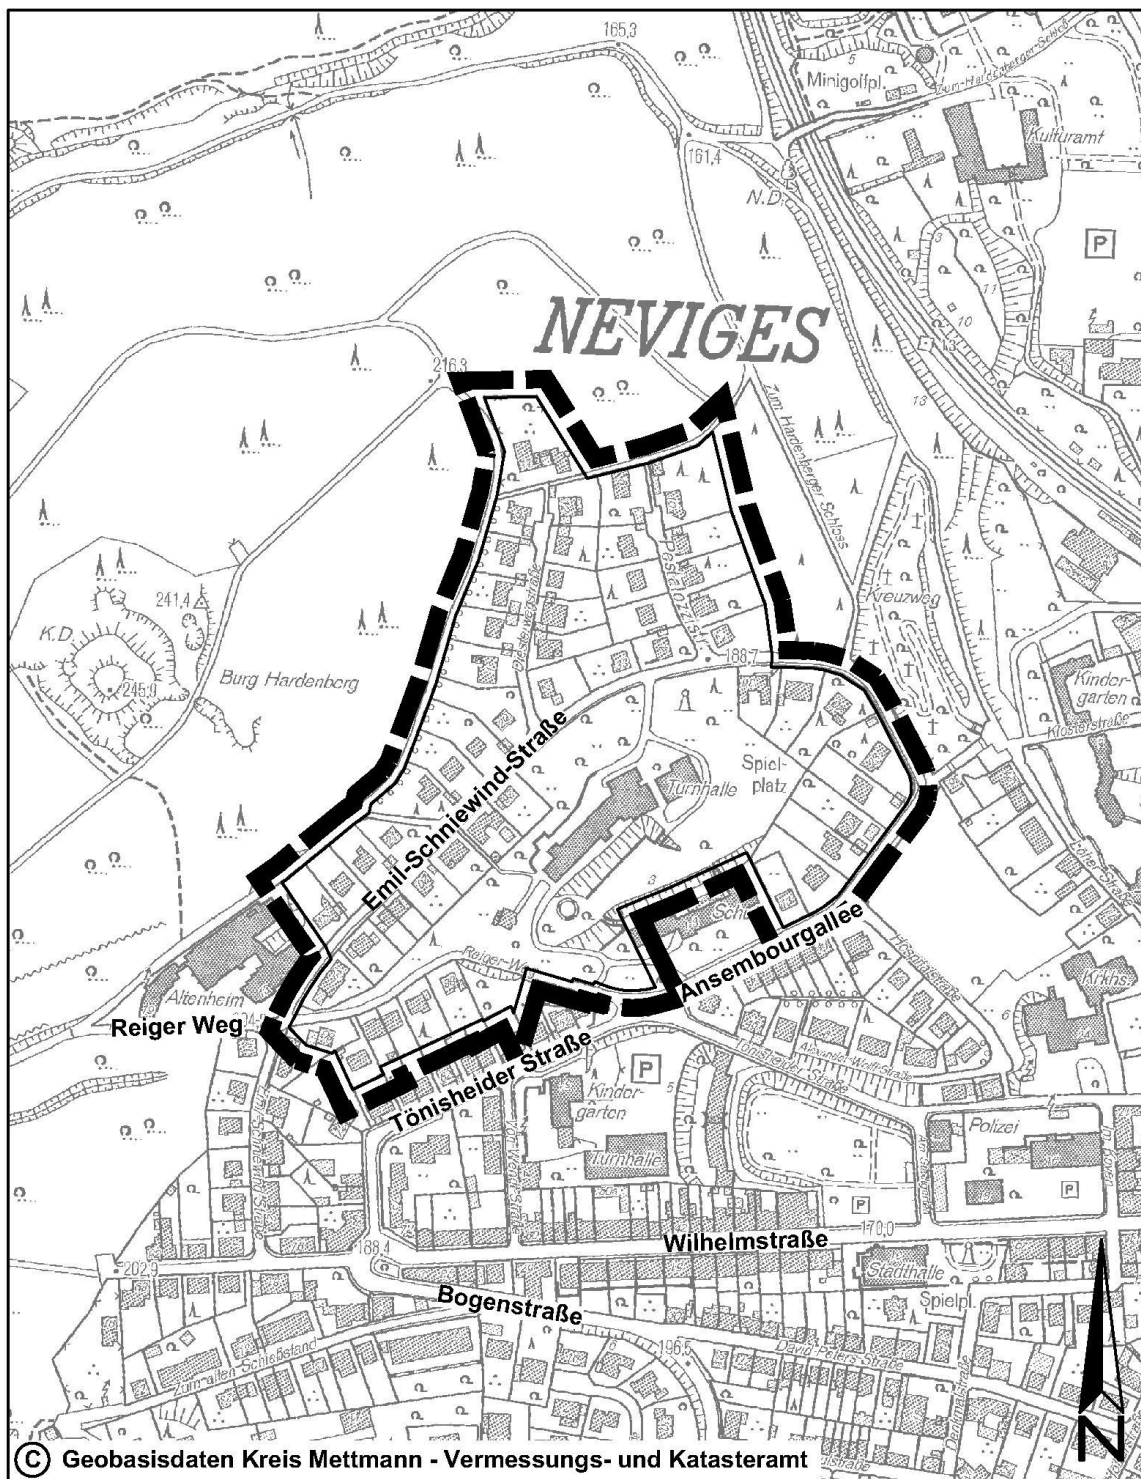 165,3
Minigolfpl.
Kulturamt
161,4
N.D.
P
NEVIGES
216,3
Zum Hardenberger Schloss
241,4
K.D.
245,9
Burg Hardenberg
Kreuzweg
Pestalozzistr.
188,7
Kinder-
garten
Klosterstraße
Emil-Schniewind-Straße
Turnhalle
Spiel-
platz
Ansembourgallee
Altenheim
Reiger Weg
Krkhs.
Tönisheider Straße
P
Kinder-
garten
Turnhalle
Polizei
P
P
170,0
Wilhelmstraße
188,4
202,9
Stadthalle
Spielpl.
Bogenstraße
196,5
David-Peters-Straße
N
© Geobasisdaten Kreis Mettmann - Vermessungs- und Katasteramt